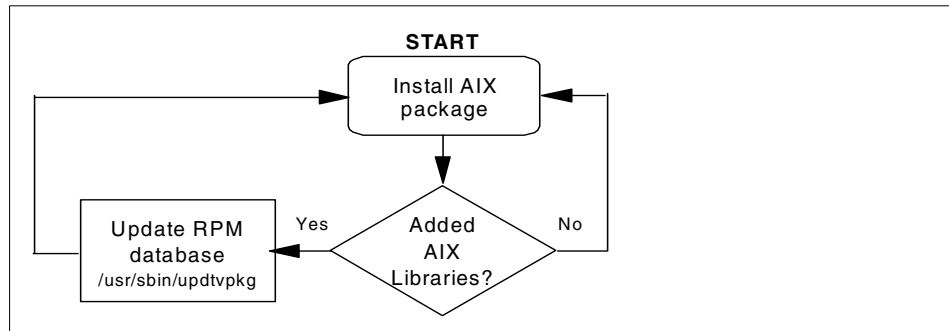 START
Install AIX
package
Yes
Added
AIX
Libraries?
No
Update RPM
database
/usr/sbin/updtvpkg